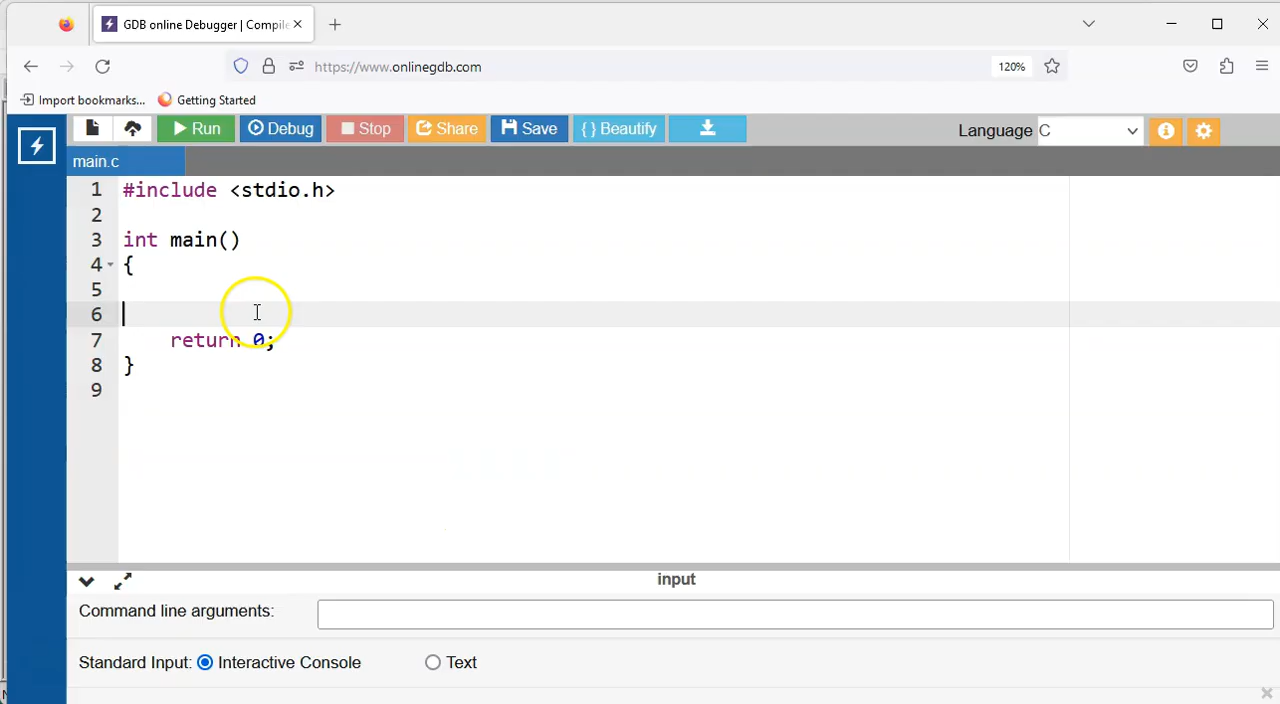 GDB online Debugger | Compile
https://www.onlinegdb.com
120%
Import bookmarks... Getting Started
Run Debug Stop Share Save { } Beautify Language C
main.c
1 #include <stdio.h>
2
3 int main()
4 {
5
6
7 return 0;
8 }
9
input
Command line arguments:
Standard Input: Interactive Console Text